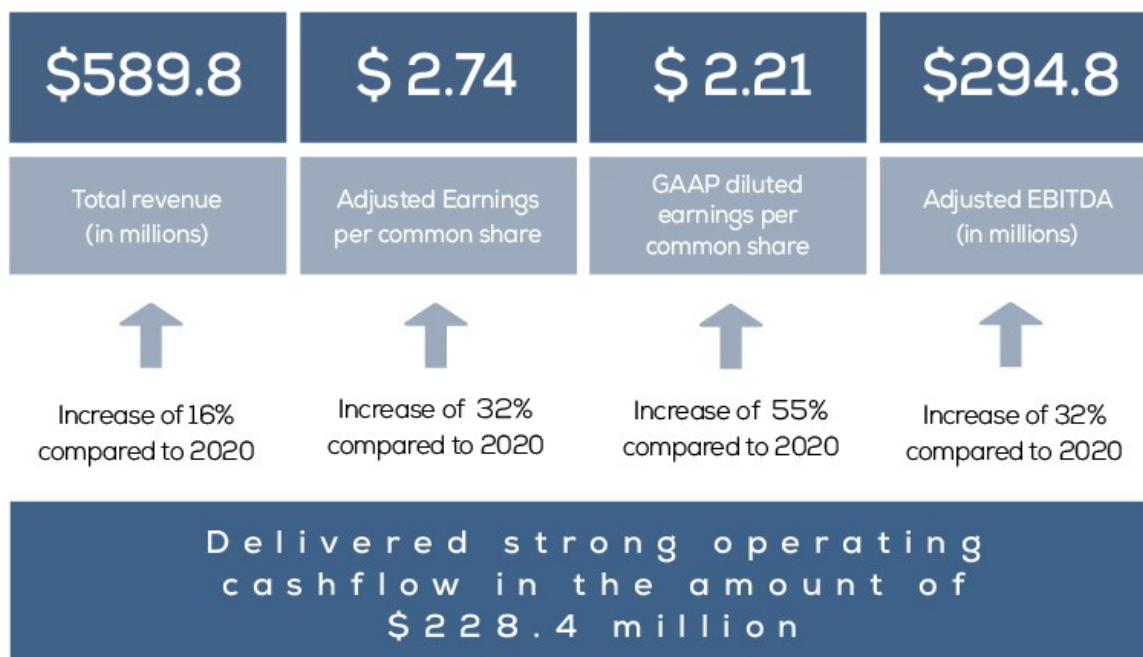 $589.8
Total revenue
(in millions)
Increase of 16%
compared to 2020
$ 2.74
Adjusted Earnings
per common share
Increase of 32%
compared to 2020
$ 2.21
GAAP diluted
earnings per
common share
Increase of 55%
compared to 2020
$294.8
Adjusted EBITDA
(in millions)
Increase of 32%
compared to 2020
Delivered strong operating
cashflow in the amount of
$228.4 million